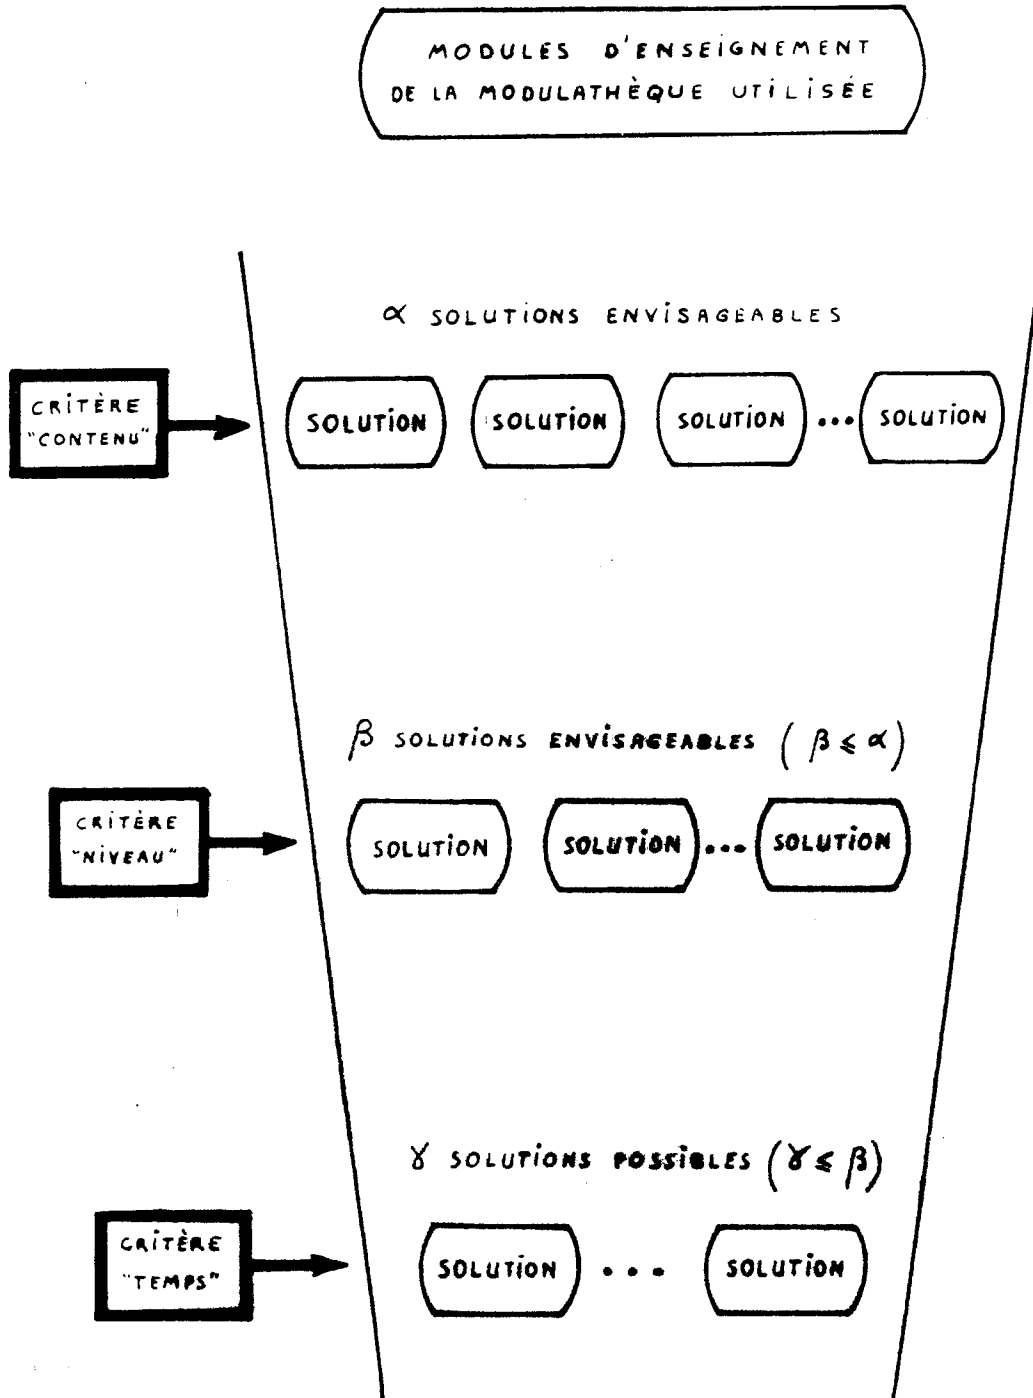 MODULES D'ENSEIGNEMENT
DE LA MODULATHÈQUE UTILISÉE
α SOLUTIONS ENVISAGEABLES
CRITÈRE
"CONTENU"
SOLUTION SOLUTION SOLUTION ... SOLUTION
β SOLUTIONS ENVISAGEABLES (β ≤ α)
CRITÈRE
"NIVEAU"
SOLUTION SOLUTION ... SOLUTION
γ SOLUTIONS POSSIBLES (γ ≤ β)
CRITÈRE
"TEMPS"
SOLUTION ... SOLUTION